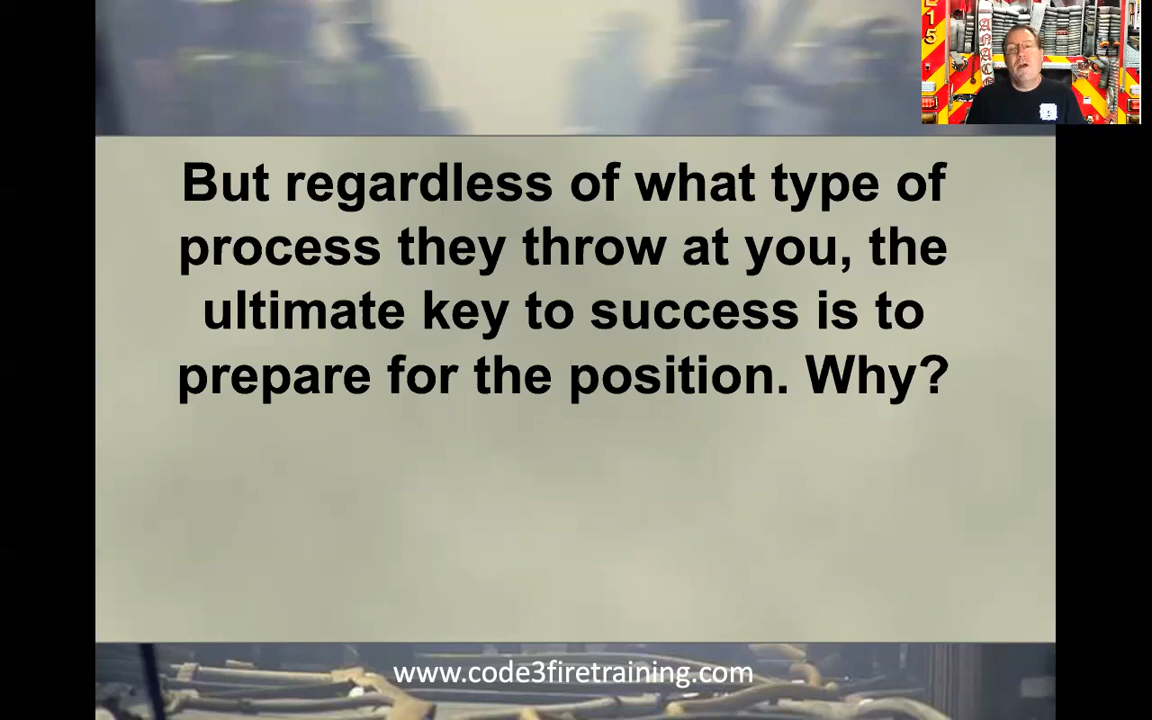 But regardless of what type of
process they throw at you, the
ultimate key to success is to
prepare for the position. Why?
www.code3firetraining.com
E15